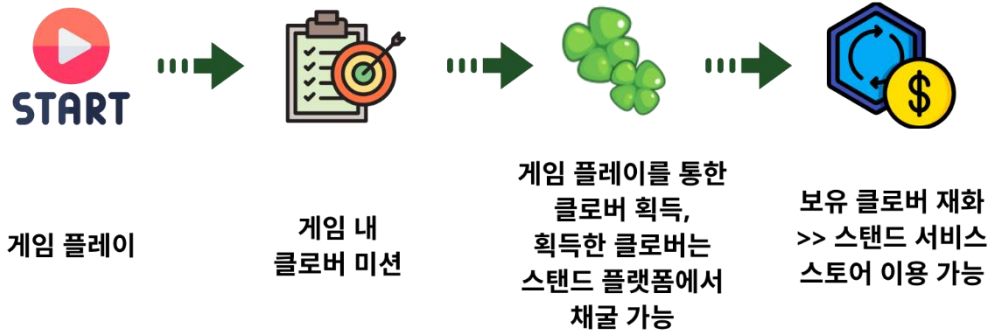 START
게임 플레이
게임 내
클로버 미션
게임 플레이를 통한
클로버 획득,
획득한 클로버는
스탠드 플랫폼에서
채굴 가능
$
보유 클로버 재화
>> 스탠드 서비스
스토어 이용 가능